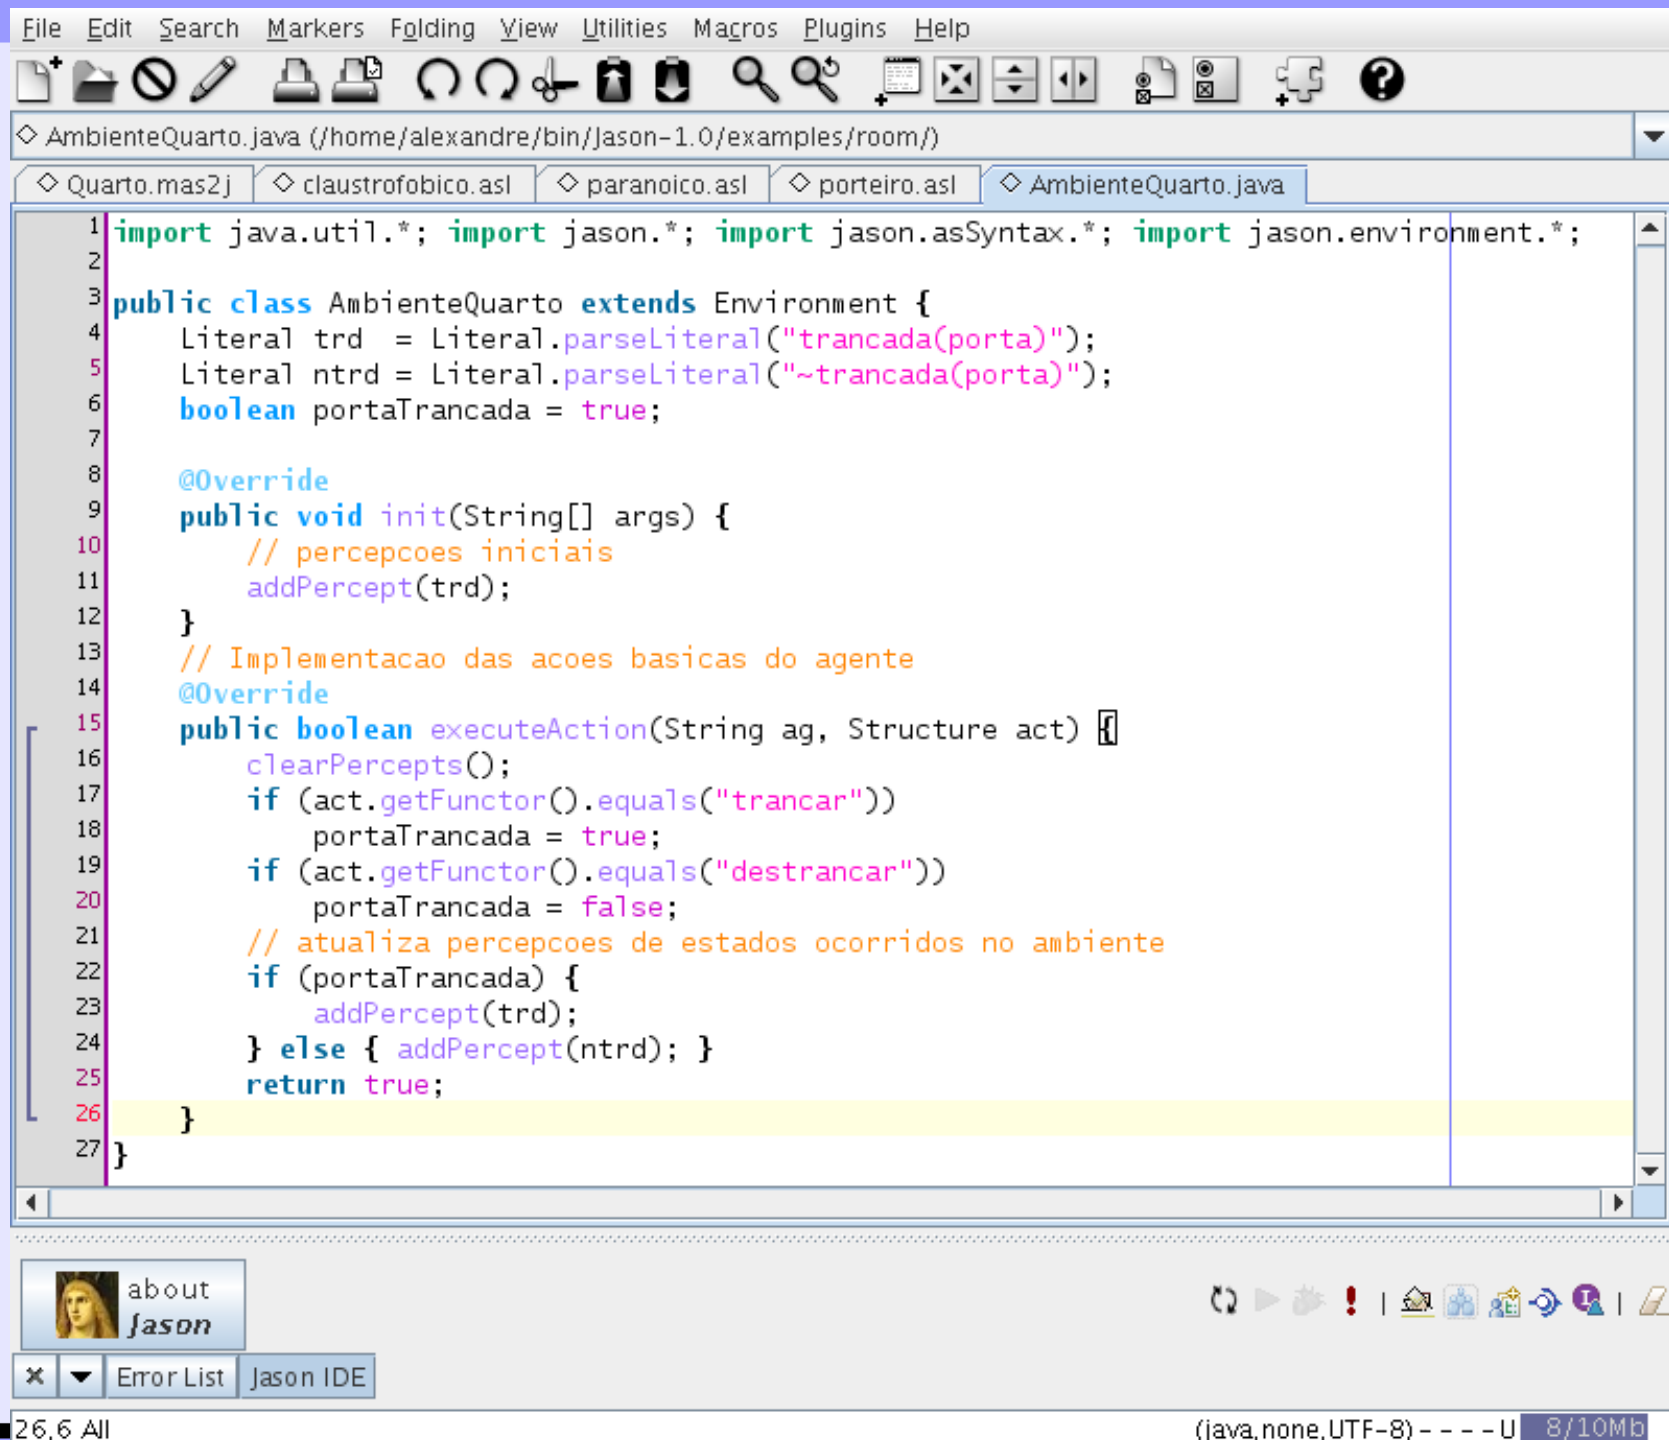 File Edit Search Markers Folding View Utilities Macros Plugins Help
AmbienteQuarto.java (/home/alexandre/bin/Jason-1.0/examples/room/)
Quarto.mas2j claustrofobico.asl paranoico.asl porteiro.asl AmbienteQuarto.java
1 import java.util.*; import jason.*; import jason.asSyntax.*; import jason.environment.*;
2
3 public class AmbienteQuarto extends Environment {
4     Literal trd  = Literal.parseLiteral("trancada(porta)");
5     Literal ntrd = Literal.parseLiteral("~trancada(porta)");
6     boolean portaTrancada = true;
7
8     @Override
9     public void init(String[] args) {
10         // percepcoes iniciais
11         addPercept(trd);
12     }
13     // Implementacao das acoes basicas do agente
14     @Override
15     public boolean executeAction(String ag, Structure act) {
16         clearPercepts();
17         if (act.getFunctor().equals("trancar"))
18             portaTrancada = true;
19         if (act.getFunctor().equals("destrancar"))
20             portaTrancada = false;
21         // atualiza percepcoes de estados ocorridos no ambiente
22         if (portaTrancada) {
23             addPercept(trd);
24         } else { addPercept(ntrd); }
25         return true;
26     }
27 }
about
Jason
Error List Jason IDE
26,6 All (java,none,UTF-8) - - - - U 8/10Mb